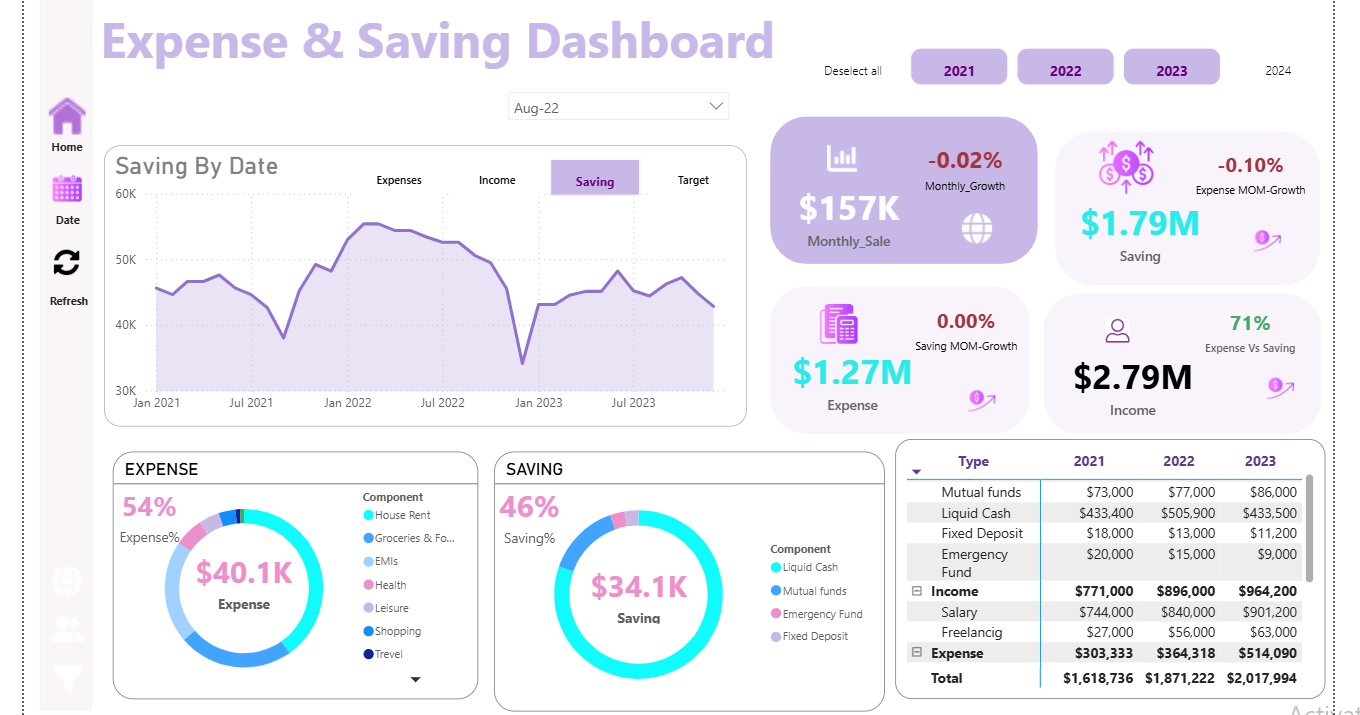 Expense & Saving Dashboard
Deselect all
2021
2022
2023
2024
Aug-22
Home
Date
Refresh
Saving By Date
Expenses
Income
Saving
Target
60K
50K
40K
30K
Jan 2021
Jul 2021
Jan 2022
Jul 2022
Jan 2023
Jul 2023
-0.02%
Monthly_Growth
$157K
Monthly_Sale
-0.10%
Expense MOM-Growth
$1.79M
Saving
0.00%
Saving MOM-Growth
$1.27M
Expense
71%
Expense Vs Saving
$2.79M
Income
EXPENSE
54%
Expense%
$40.1K
Expense
Component
House Rent
Groceries & Fo...
EMIs
Health
Leisure
Shopping
Trevel
SAVING
46%
Saving%
$34.1K
Saving
Component
Liquid Cash
Mutual funds
Emergency Fund
Fixed Deposit
Type 2021 2022 2023
Mutual funds $73,000 $77,000 $86,000
Liquid Cash $433,400 $505,900 $433,500
Fixed Deposit $18,000 $13,000 $11,200
Emergency $20,000 $15,000 $9,000
Fund
Income $771,000 $896,000 $964,200
Salary $744,000 $840,000 $901,200
Freelancig $27,000 $56,000 $63,000
Expense $303,333 $364,318 $514,090
Total $1,618,736 $1,871,222 $2,017,994